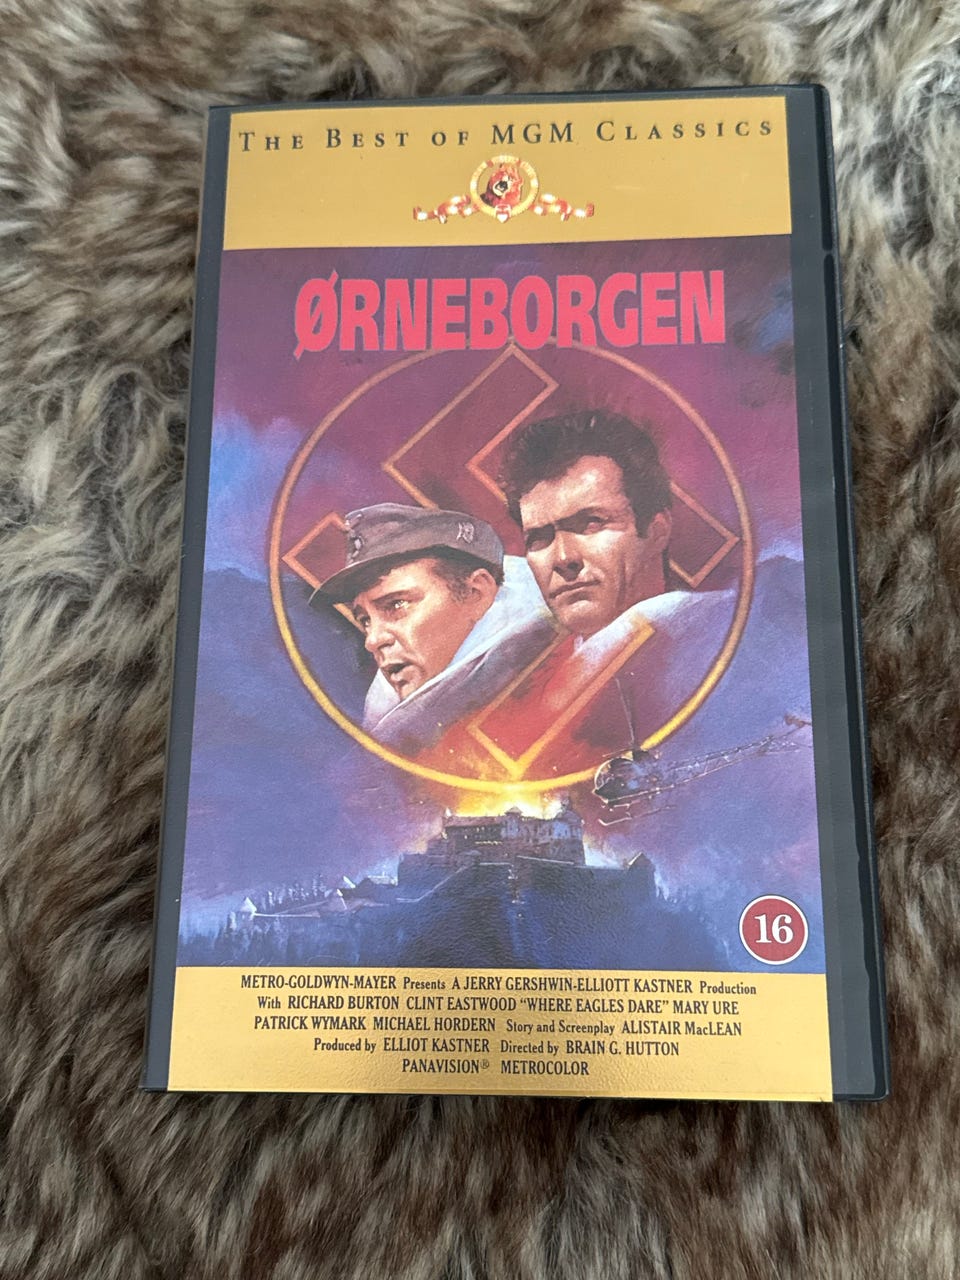 THE BEST OF MGM CLASSICS
ØRNEBORGEN
16
METRO-GOLDWYN-MAYER Presents A JERRY GERSHWIN-ELLIOTT KASTNER Production
With RICHARD BURTON CLINT EASTWOOD "WHERE EAGLES DARE" MARY URE
PATRICK WYMARK MICHAEL HORDERN Story and Screenplay ALISTAIR MacLEAN
Produced by ELLIOT KASTNER Directed by BRAIN G. HUTTON
PANAVISION® METROCOLOR